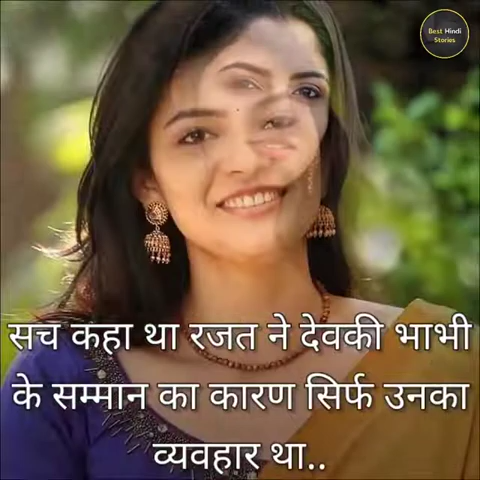 Best Hindi
Stories
सच कहा था रजत ने देवकी भाभी
के सम्मान का कारण सिर्फ उनका
व्यवहार था..